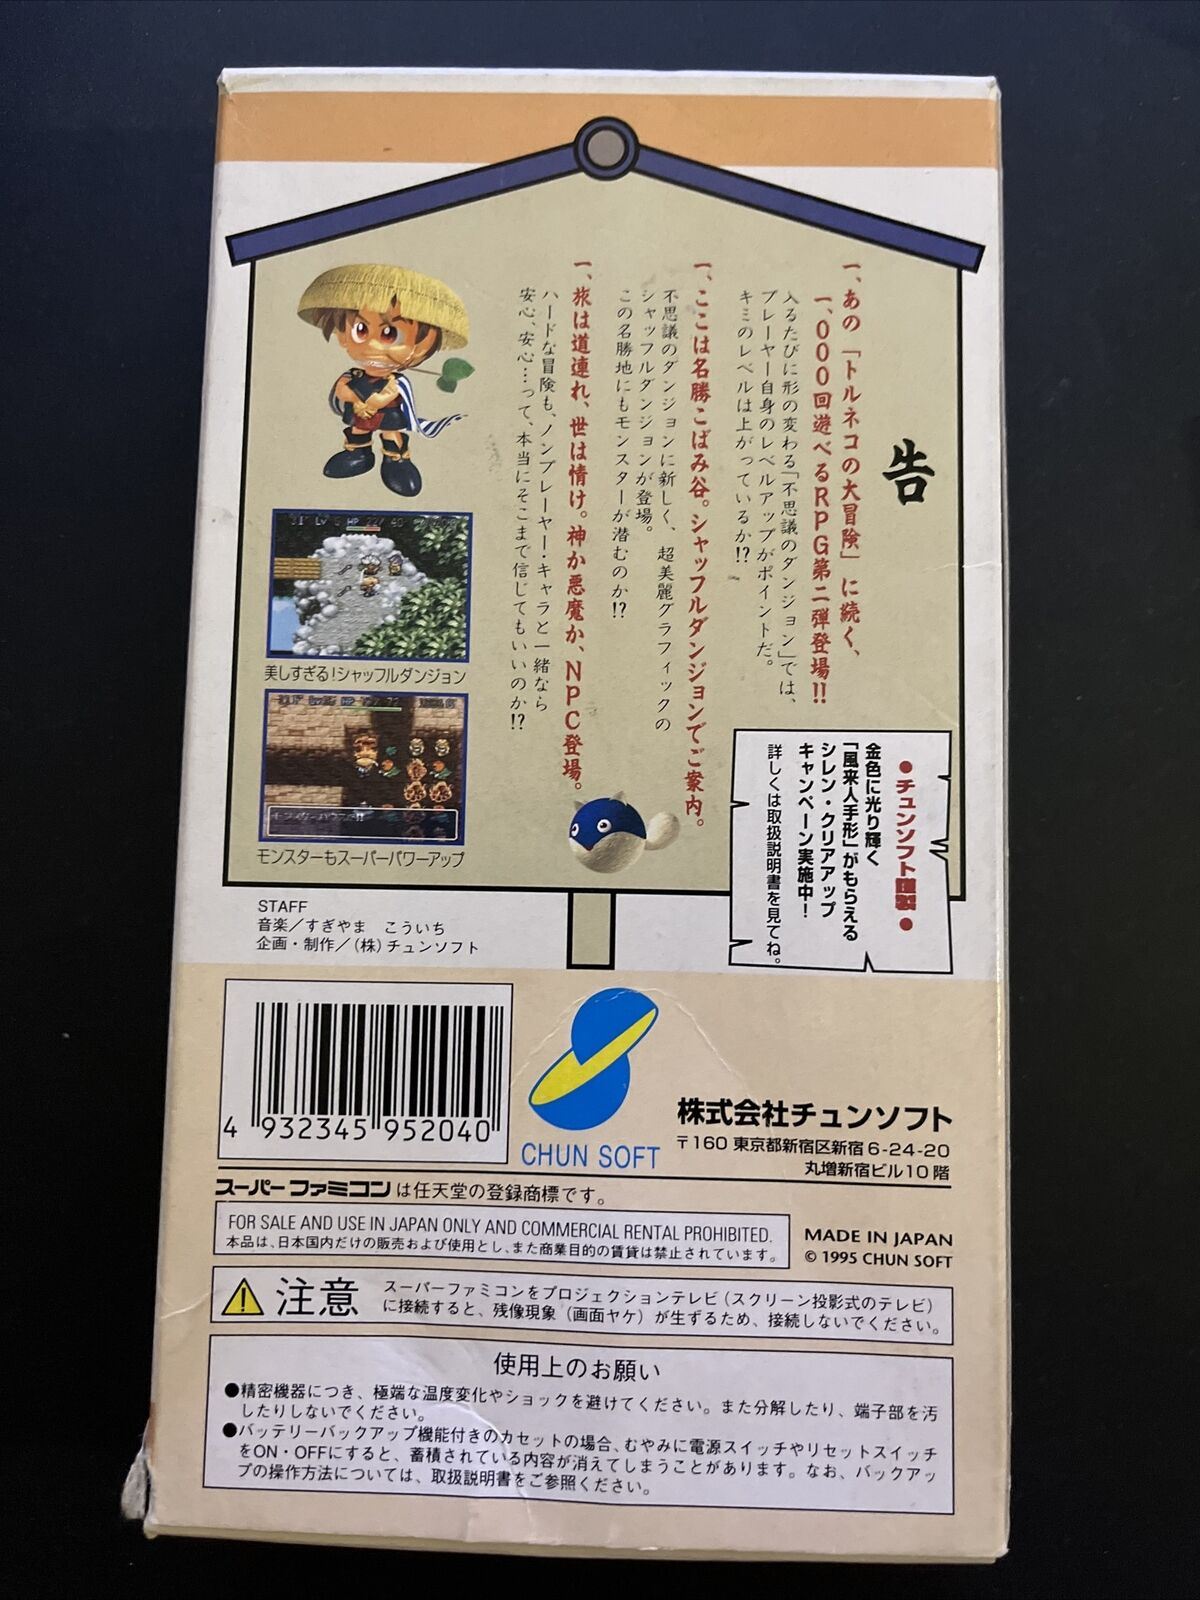 告
一、あの「トルネコの大冒険」に続く、
一、０００回遊べるＲＰＧ第二弾登場!!
入るたびに形の変わる「不思議のダンジョン」では、
プレーヤー自身のレベルアップがポイントだ。
キミのレベルは上がっているか!?
一、ここは名勝こばみ谷。シャッフルダンジョンでご案内。
不思議のダンジョンに新しく、超美麗グラフィックの
シャッフルダンジョンが登場。
この名勝地にもモンスターが潜むのか!?
一、旅は道連れ、世は情け。神か悪魔か、ＮＰＣ登場。
ハードな冒険も、ノンプレーヤー・キャラと一緒なら
安心、安心…って、本当にそこまで信じてもいいのか!?
美しすぎる!シャッフルダンジョン
モンスターもスーパーパワーアップ
●チュンソフト謹製●
金色に光り輝く
「風来人手形」がもらえる
シレン・クリアアップ
キャンペーン実施中!
詳しくは取扱説明書を見てね。
STAFF
音楽／すぎやま こういち
企画・制作／(株)チュンソフト
4 932345 952040
CHUN SOFT
株式会社チュンソフト
〒160 東京都新宿区新宿6-24-20
丸増新宿ビル10階
スーパーファミコンは任天堂の登録商標です。
FOR SALE AND USE IN JAPAN ONLY AND COMMERCIAL RENTAL PROHIBITED.
本品は、日本国内だけの販売および使用とし、また商業目的の賃貸は禁止されています。
MADE IN JAPAN
© 1995 CHUN SOFT
注意
スーパーファミコンをプロジェクションテレビ(スクリーン投影式のテレビ)
に接続すると、残像現象(画面ヤケ)が生ずるため、接続しないでください。
使用上のお願い
●精密機器につき、極端な温度変化やショックを避けてください。また分解したり、端子部を汚
したりしないでください。
●バッテリーバックアップ機能付きのカセットの場合、むやみに電源スイッチやリセットスイッチ
をON・OFFにすると、蓄積されている内容が消えてしまうことがあります。なお、バックアッ
プの操作方法については、取扱説明書をご参照ください。